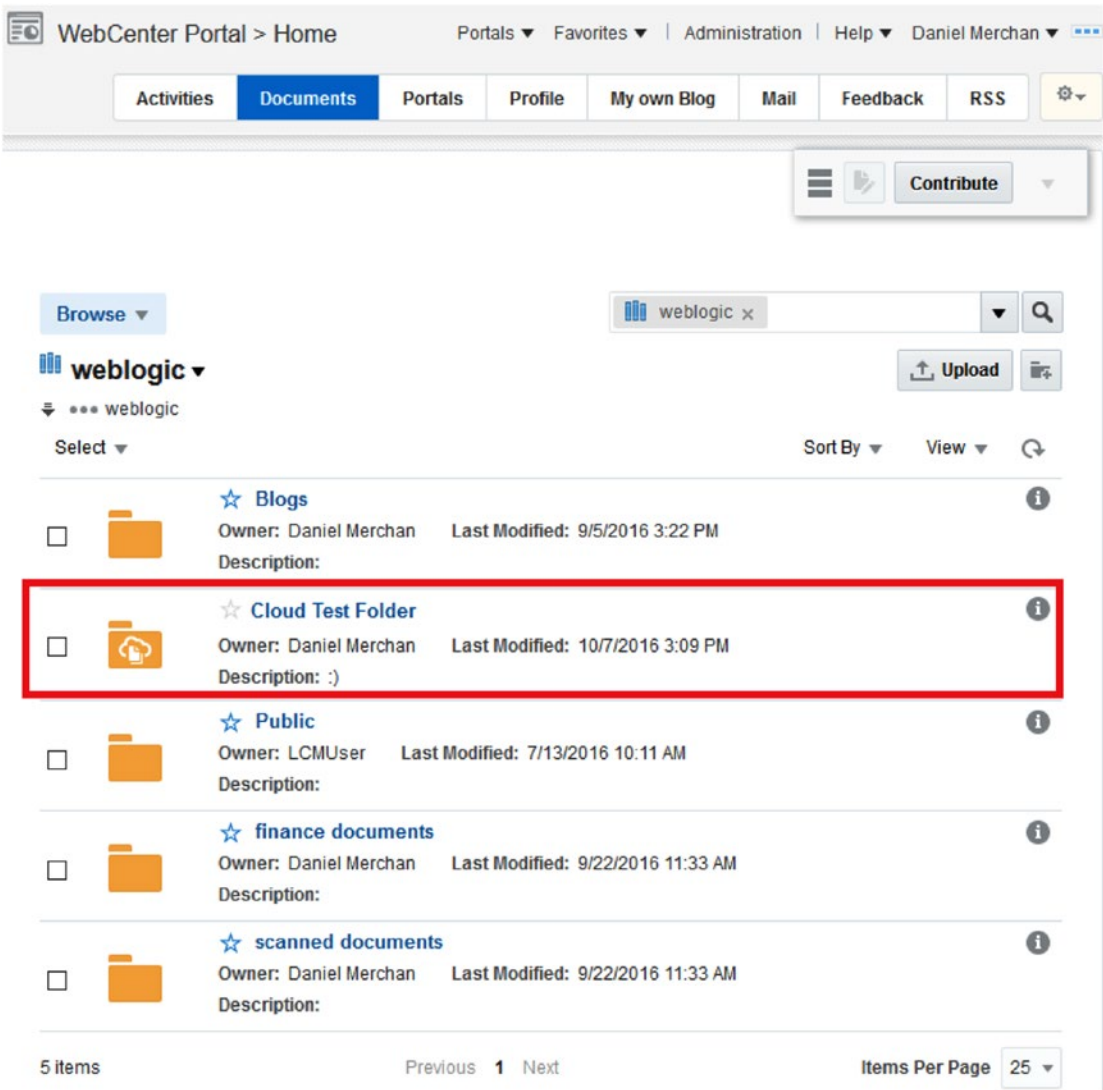 WebCenter Portal > Home Portals Favorites | Administration | Help Daniel Merchan
Activities Documents Portals Profile My own Blog Mail Feedback RSS
Contribute
Browse weblogic x
weblogic Upload
weblogic
Select Sort By View
Blogs
Owner: Daniel Merchan Last Modified: 9/5/2016 3:22 PM
Description:
Cloud Test Folder
Owner: Daniel Merchan Last Modified: 10/7/2016 3:09 PM
Description: :)
Public
Owner: LCMUser Last Modified: 7/13/2016 10:11 AM
Description:
finance documents
Owner: Daniel Merchan Last Modified: 9/22/2016 11:33 AM
Description:
scanned documents
Owner: Daniel Merchan Last Modified: 9/22/2016 11:33 AM
Description:
5 items Previous 1 Next Items Per Page 25